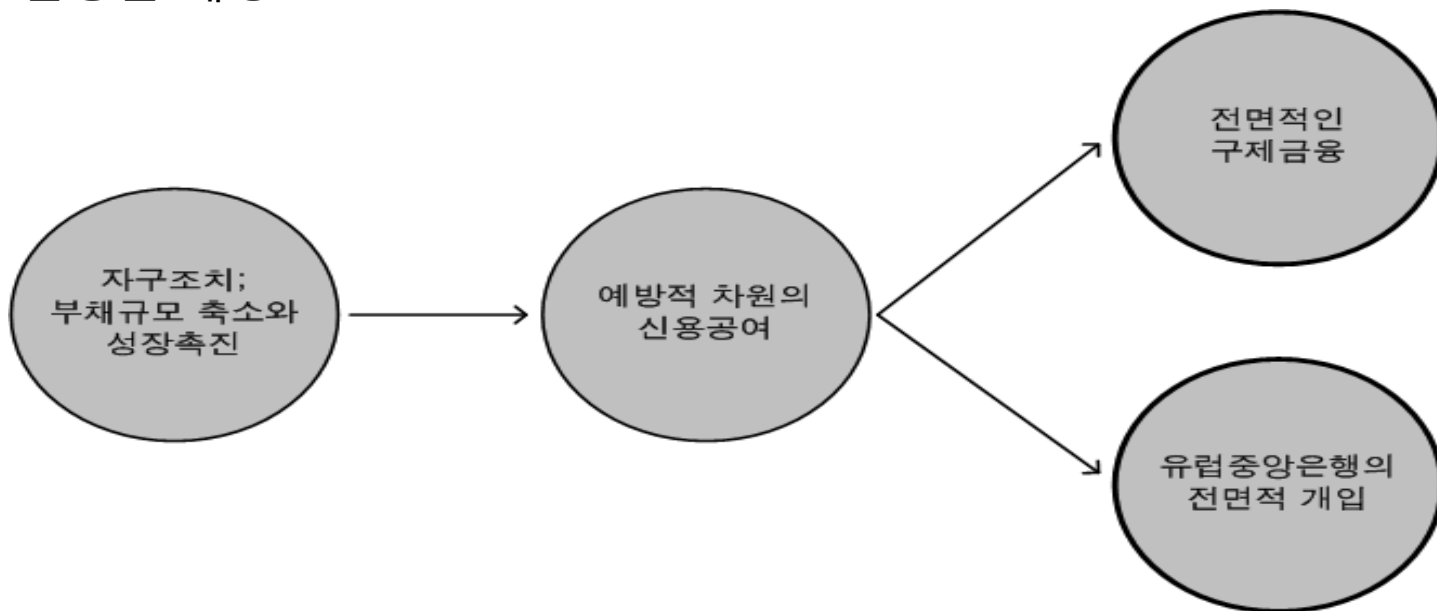 자구조치;
부채규모 축소와
성장촉진
예방적 차원의
신용공여
전면적인
구제금융
유럽중앙은행의
전면적 개입